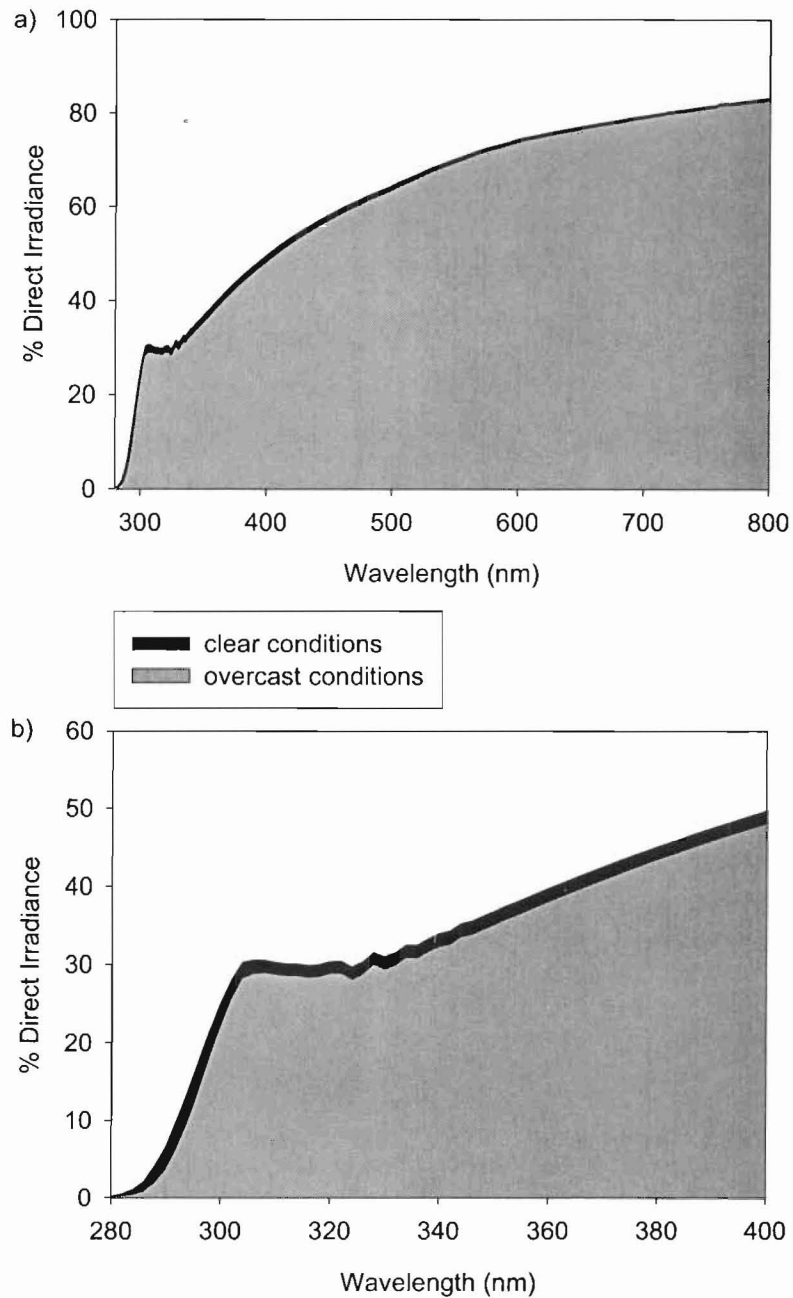 a)
100
80
60
40
20
0
% Direct Irradiance
300 400 500 600 700 800
Wavelength (nm)
clear conditions
overcast conditions
b)
60
50
40
30
20
10
0
% Direct Irradiance
280 300 320 340 360 380 400
Wavelength (nm)